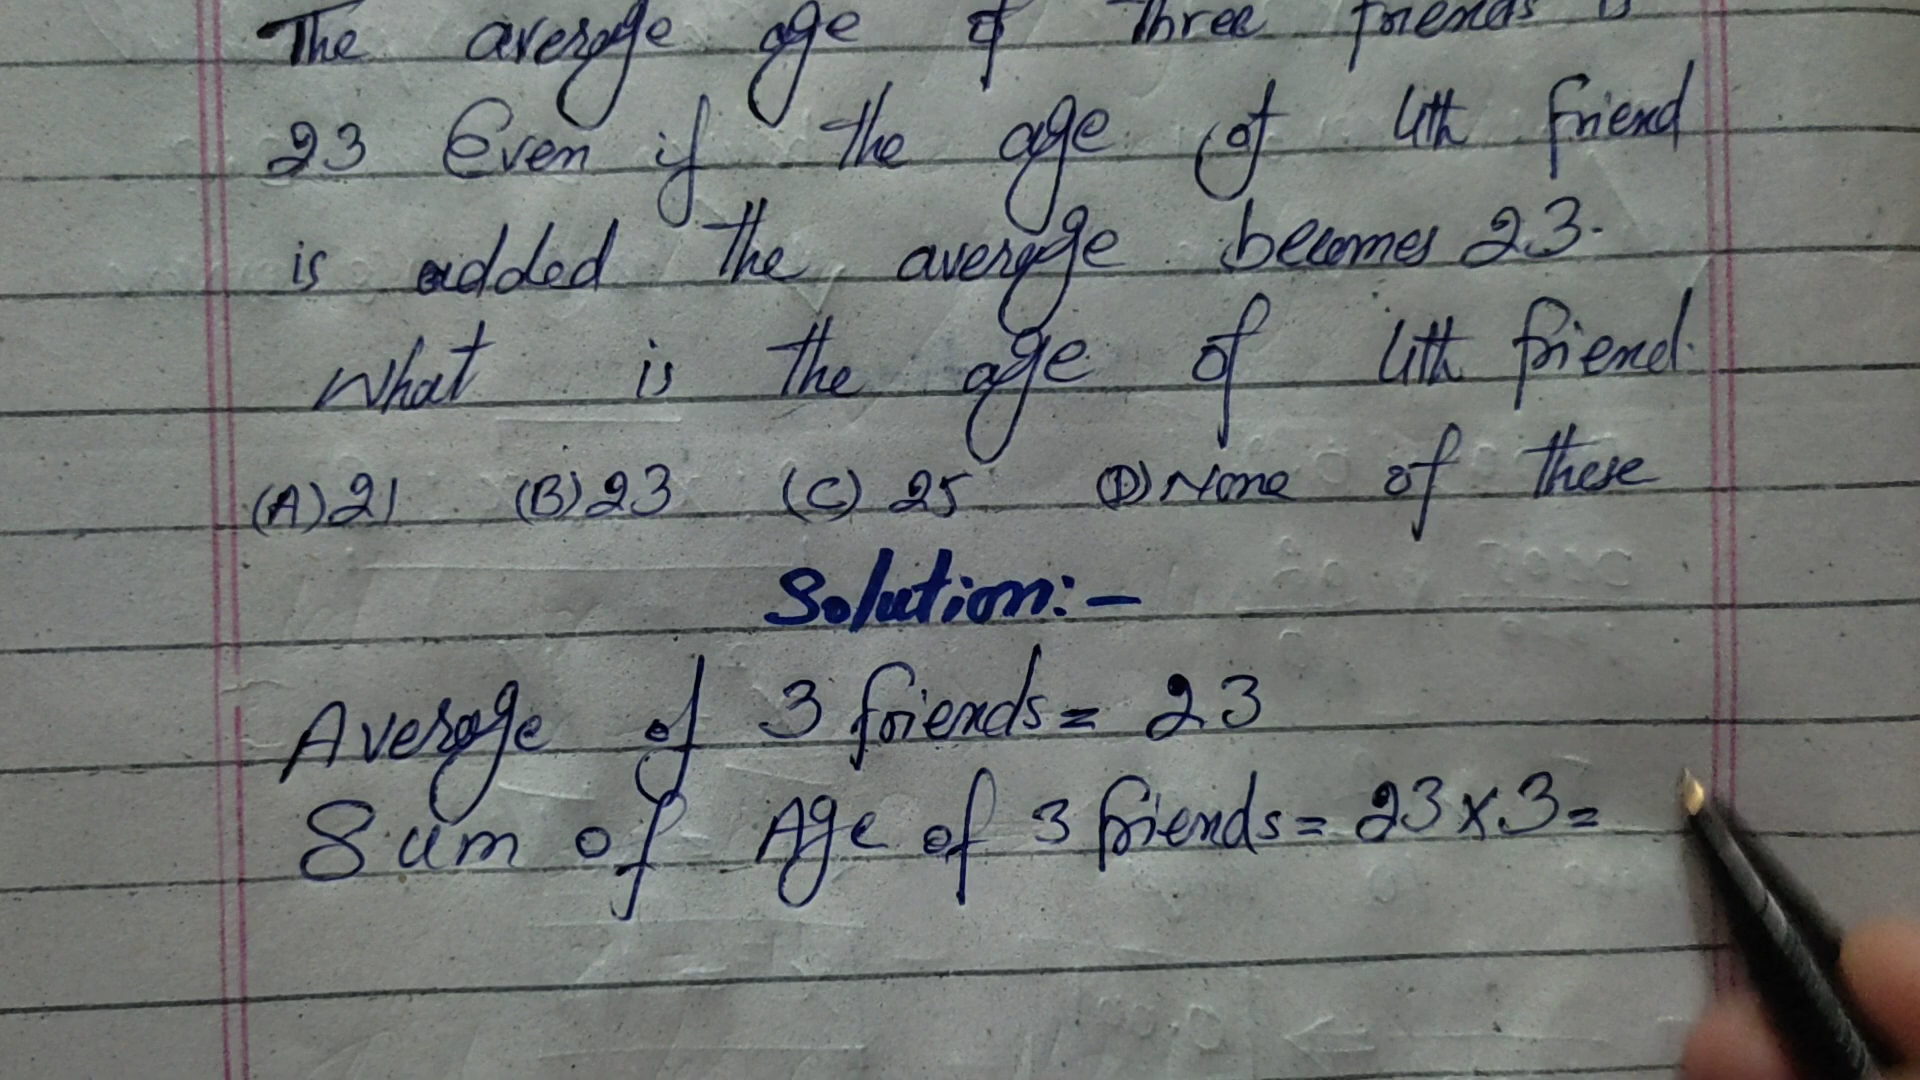 The average age of Three friends is
23 Even if the age of 4th friend
is added the average becomes 23.
What is the age of 4th friend.
(A) 21 (B) 23 (C) 25 (D) None of these
Solution:-
Average of 3 friends = 23
Sum of Age of 3 friends = 23x3=